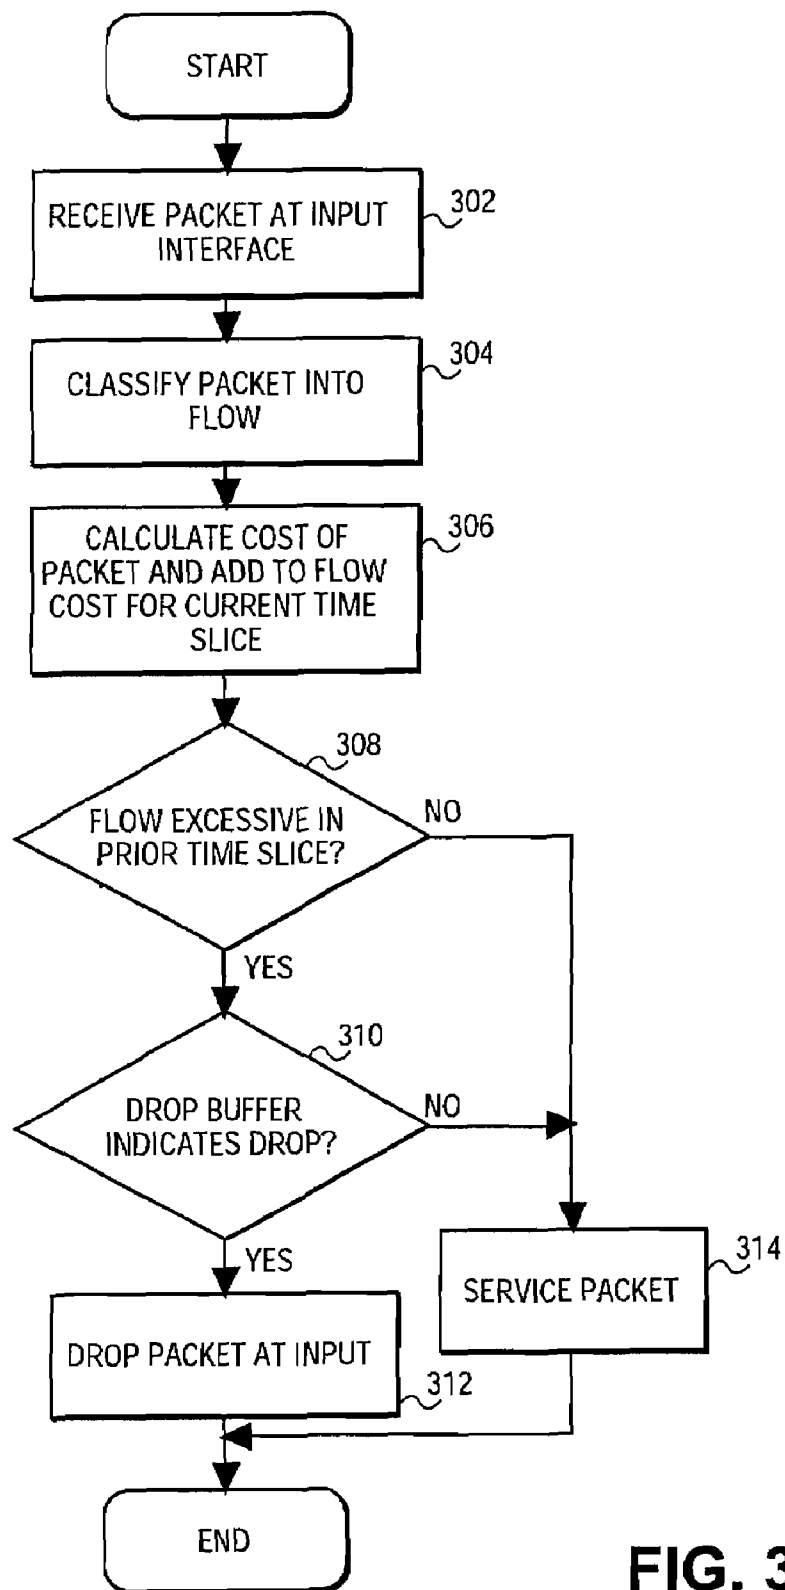 START
RECEIVE PACKET AT INPUT
INTERFACE
302
CLASSIFY PACKET INTO
FLOW
304
CALCULATE COST OF
PACKET AND ADD TO FLOW
COST FOR CURRENT TIME
SLICE
306
308
FLOW EXCESSIVE IN
PRIOR TIME SLICE?
NO
YES
310
DROP BUFFER
INDICATES DROP?
NO
YES
314
SERVICE PACKET
DROP PACKET AT INPUT
312
END
FIG. 3